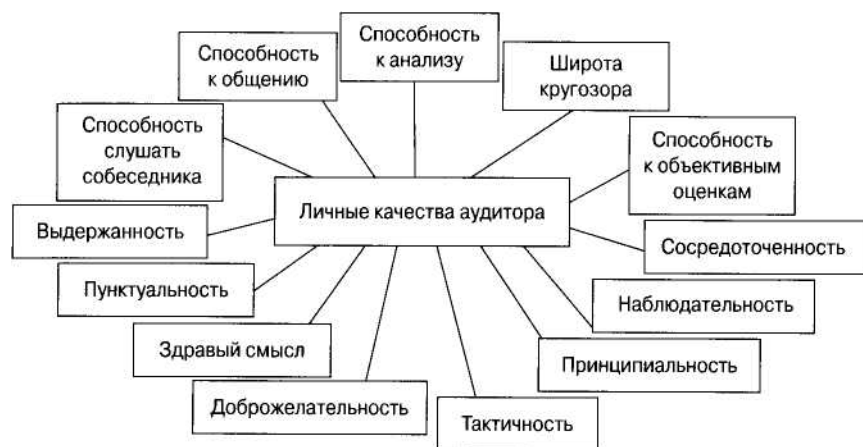 Способность
к анализу
Способность
к общению
Широта
кругозора
Способность
слушать
собеседника
Способность
к объективным
оценкам
Личные качества аудитора
Выдержанность
Сосредоточенность
Пунктуальность
Наблюдательность
Здравый смысл
Принципиальность
Доброжелательность
Тактичность